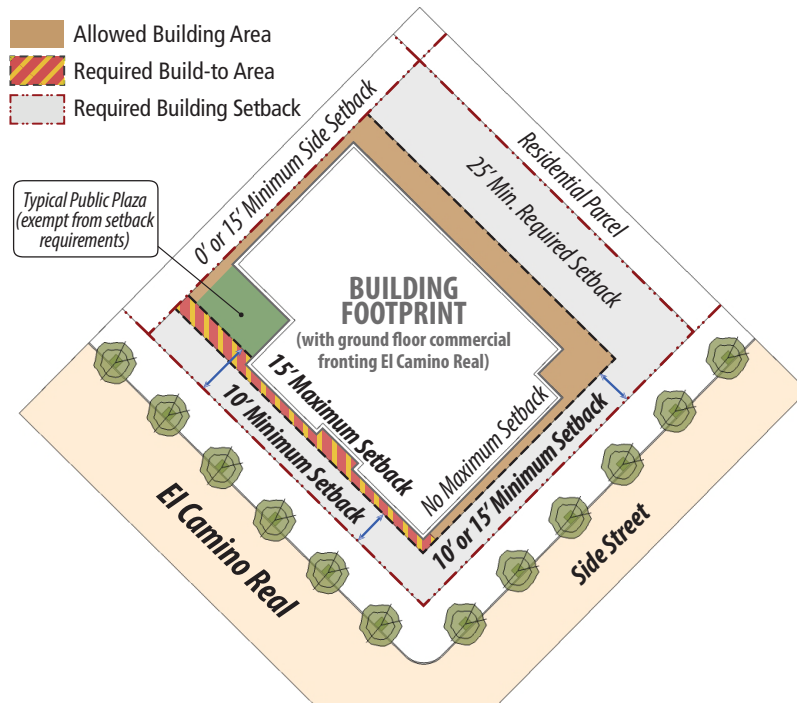 Allowed Building Area
Required Build-to Area
Required Building Setback
Typical Public Plaza
(exempt from setback
requirements)
0' or 15' Minimum Side Setback
Residential Parcel
25' Min. Required Setback
BUILDING
FOOTPRINT
(with ground floor commercial
fronting El Camino Real)
15' Maximum Setback
10' Minimum Setback
No Maximum Setback
10' or 15' Minimum Setback
El Camino Real
Side Street